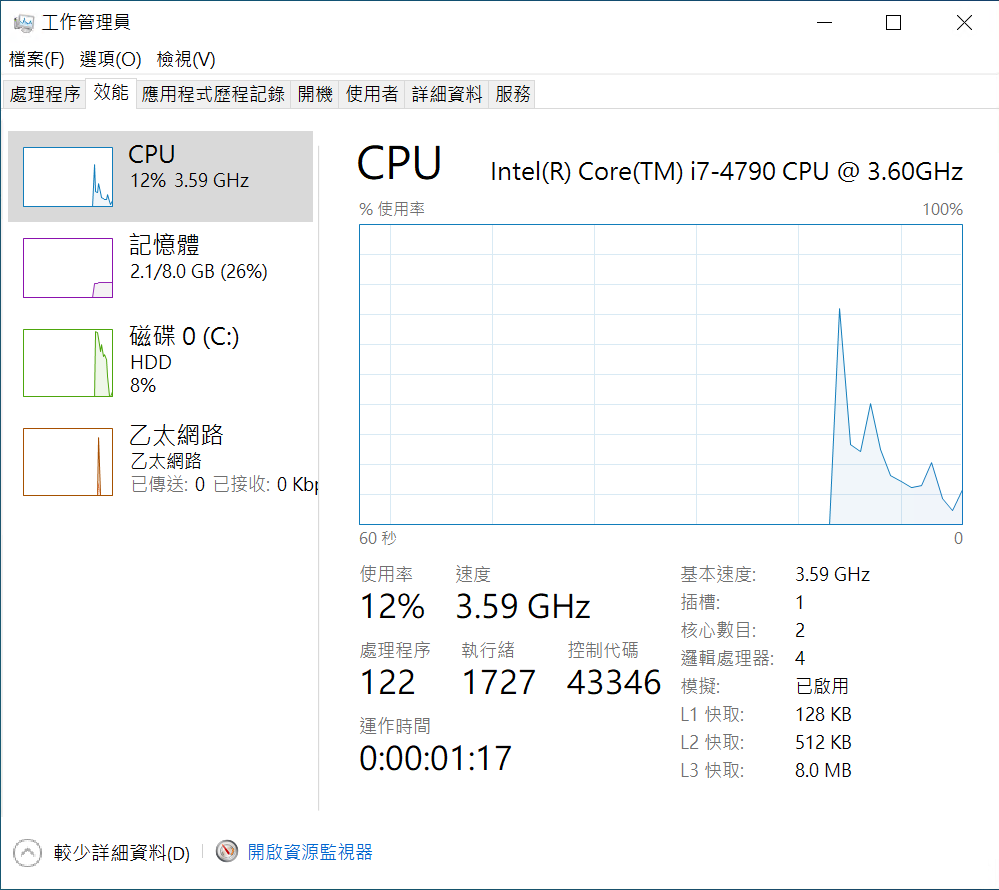 工作管理員
檔案(F) 選項(O) 檢視(V)
處理程序 效能 應用程式歷程記錄 開機 使用者 詳細資料 服務
CPU
12% 3.59 GHz
記憶體
2.1/8.0 GB (26%)
磁碟 0 (C:)
HDD
8%
乙太網路
乙太網路
已傳送: 0 已接收: 0 Kbp
CPU Intel(R) Core(TM) i7-4790 CPU @ 3.60GHz
% 使用率 100%
60 秒 0
使用率 速度
12% 3.59 GHz
處理程序 執行緒 控制代碼
122 1727 43346
運作時間
0:00:01:17
基本速度: 3.59 GHz
插槽: 1
核心數目: 2
邏輯處理器: 4
模擬: 已啟用
L1 快取: 128 KB
L2 快取: 512 KB
L3 快取: 8.0 MB
較少詳細資料(D) 開啟資源監視器